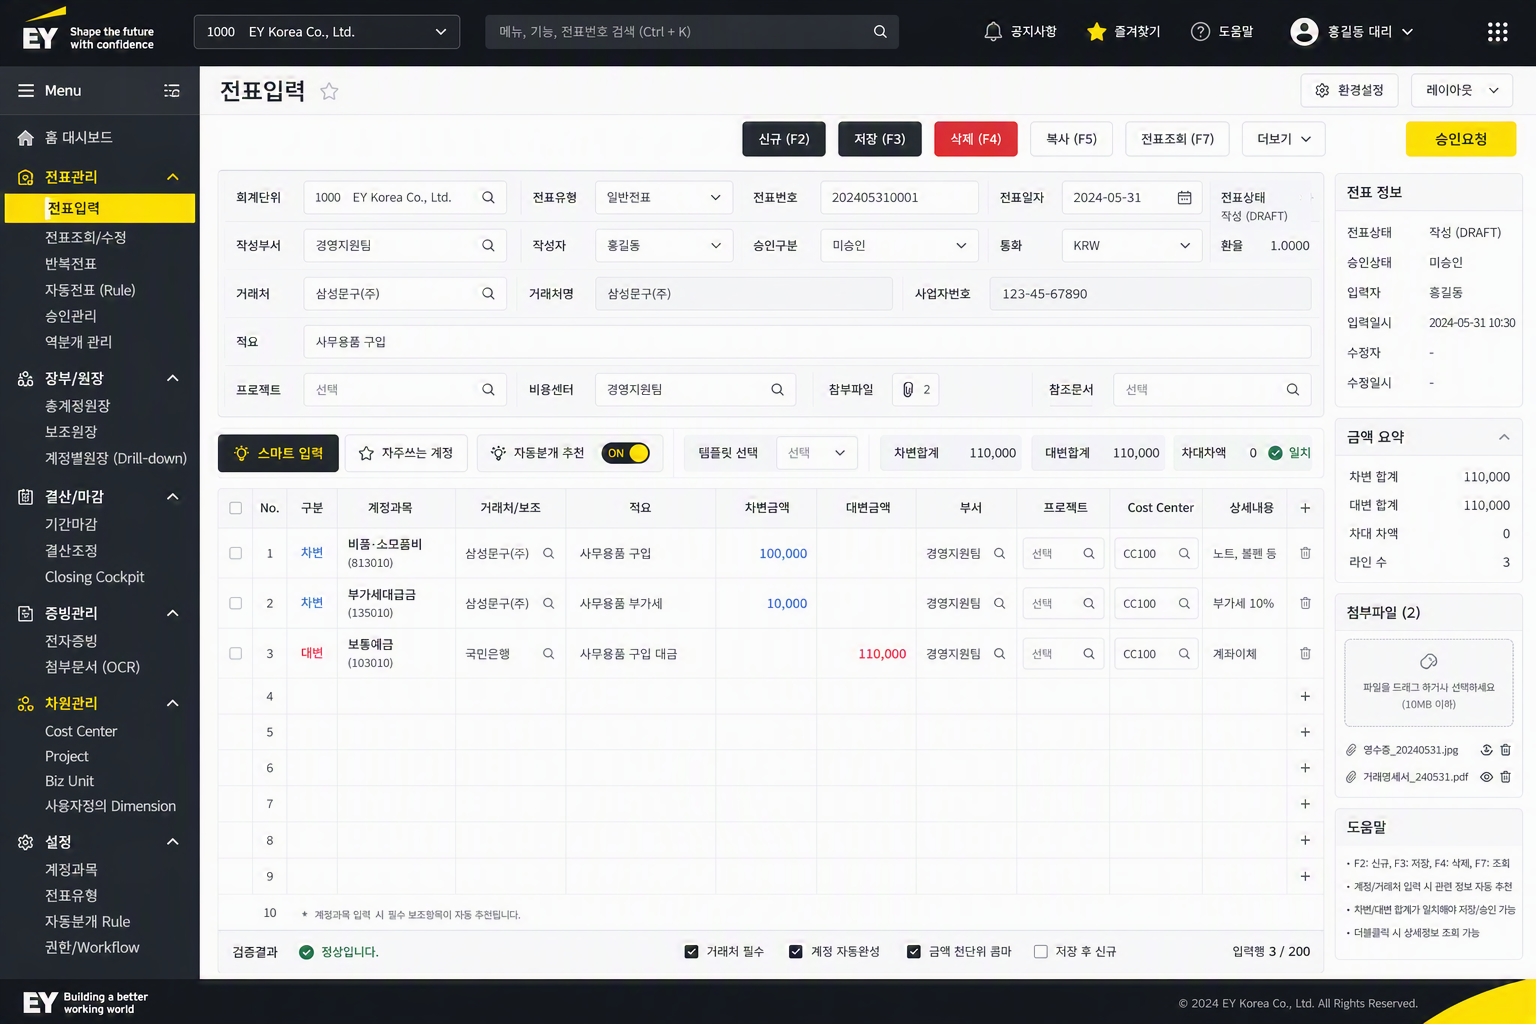 EY Shape the future
with confidence
1000 EY Korea Co., Ltd.
메뉴, 기능, 전표번호 검색 (Ctrl + K)
공지사항
즐겨찾기
도움말
홍길동 대리
Menu
홈 대시보드
전표관리
전표입력
전표조회/수정
반복전표
자동전표 (Rule)
승인관리
역분개 관리
장부/원장
총계정원장
보조원장
계정별원장 (Drill-down)
결산/마감
기간마감
결산조정
Closing Cockpit
증빙관리
전자증빙
첨부문서 (OCR)
차원관리
Cost Center
Project
Biz Unit
사용자정의 Dimension
설정
계정과목
전표유형
자동분개 Rule
권한/Workflow
전표입력
환경설정
레이아웃
신규 (F2)
저장 (F3)
삭제 (F4)
복사 (F5)
전표조회 (F7)
더보기
승인요청
회계단위 1000 EY Korea Co., Ltd. 전표유형 일반전표 전표번호 202405310001 전표일자 2024-05-31 전표상태
작성 (DRAFT)
작성부서 경영지원팀 작성자 홍길동 승인구분 미승인 통화 KRW 환율 1.0000
거래처 삼성문구(주) 거래처명 삼성문구(주) 사업자번호 123-45-67890
적요 사무용품 구입
프로젝트 선택 비용센터 경영지원팀 참부파일 2 참조문서 선택
스마트 입력 자주쓰는 계정 자동분개 추천 ON 템플릿 선택 선택 차변합계 110,000 대변합계 110,000 차대차액 0 일치
No. 구분 계정과목 거래처/보조 적요 차변금액 대변금액 부서 프로젝트 Cost Center 상세내용 +
1 차변 비품·소모품비 (813010) 삼성문구(주) 사무용품 구입 100,000 경영지원팀 선택 CC100 노트, 볼펜 등
2 차변 부가세대급금 (135010) 삼성문구(주) 사무용품 부가세 10,000 경영지원팀 선택 CC100 부가세 10%
3 대변 보통예금 (103010) 국민은행 사무용품 구입 대금 110,000 경영지원팀 선택 CC100 계좌이체
4 +
5 +
6 +
7 +
8 +
9 +
10 * 계정과목 입력 시 필수 보조항목이 자동 추천됩니다.
검증결과 정상입니다. 거래처 필수 계정 자동완성 금액 천단위 콤마 저장 후 신규 입력행 3 / 200
전표 정보
전표상태 작성 (DRAFT)
승인상태 미승인
입력자 홍길동
입력일시 2024-05-31 10:30
수정자 -
수정일시 -
금액 요약
차변 합계 110,000
대변 합계 110,000
차대 차액 0
라인 수 3
첨부파일 (2)
파일을 드래그 하거사 선택하세요
(10MB 이하)
영수증_20240531.jpg
거래명세서_240531.pdf
도움말
• F2: 신규, F3: 저장, F4: 삭제, F7: 조회
• 계정/거래처 입력 시 관련 정보 자동 추천
• 차변/대변 합계가 일치해야 저장/승인 가능
• 더블클릭 시 상세정보 조회 가능
EY Building a better
working world
© 2024 EY Korea Co., Ltd. All Rights Reserved.